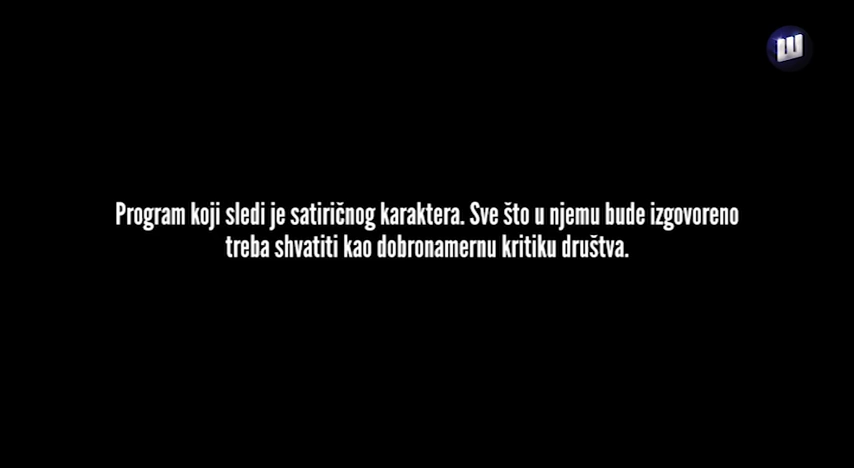 Ш
Program koji sledi je satiričnog karaktera. Sve što u njemu bude izgovoreno
treba shvatiti kao dobronamernu kritiku društva.